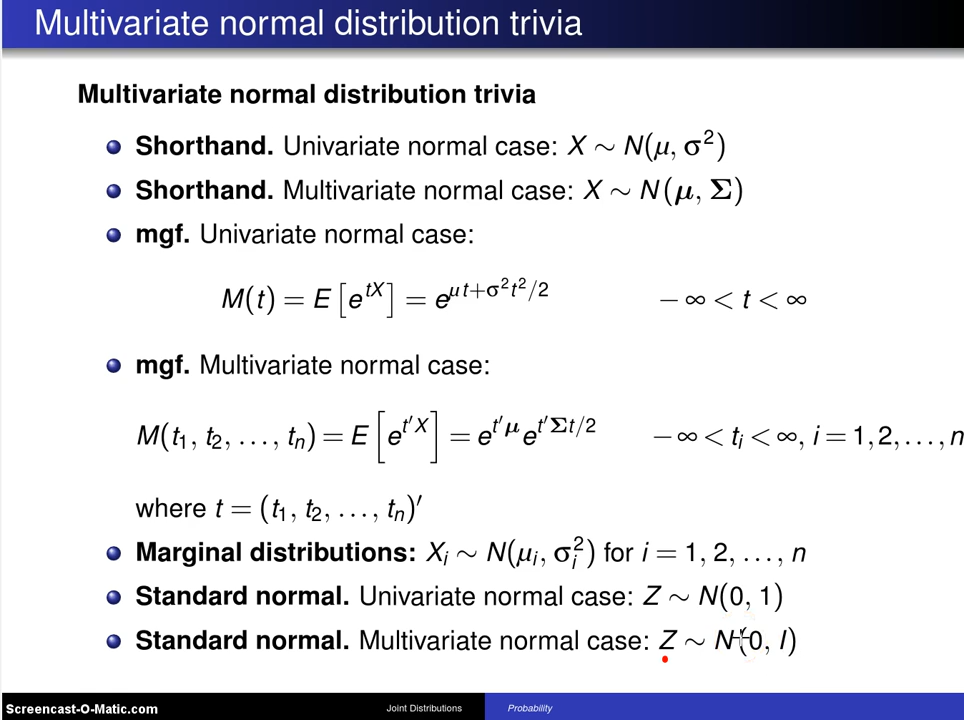 Multivariate normal distribution trivia
Multivariate normal distribution trivia
Shorthand. Univariate normal case: X ∼ N(μ, σ²)
Shorthand. Multivariate normal case: X ∼ N(μ, Σ)
mgf. Univariate normal case:
M(t) = E [e^{tX}] = e^{μt+σ²t²/2} − ∞ < t < ∞
mgf. Multivariate normal case:
M(t₁, t₂, …, tₙ) = E [e^{t′X}] = e^{t′μ}e^{t′Σt/2} −∞ < tᵢ < ∞, i = 1, 2, …, n
where t = (t₁, t₂, …, tₙ)′
Marginal distributions: Xᵢ ∼ N(μᵢ, σᵢ²) for i = 1, 2, …, n
Standard normal. Univariate normal case: Z ∼ N(0, 1)
Standard normal. Multivariate normal case: Z ∼ N(0, I)
Screencast-O-Matic.com Joint Distributions Probability